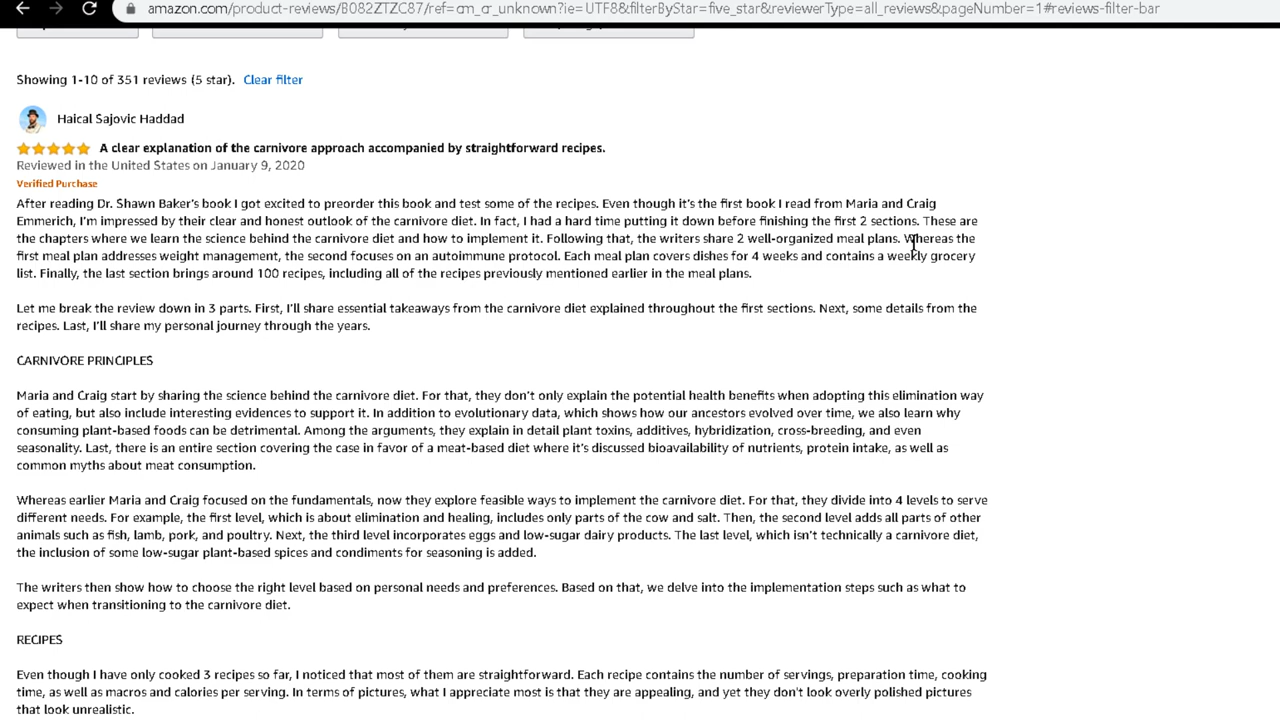 amazon.com/product-reviews/B082ZTZC87/ref=cm_cr_unknown?ie=UTF8&filterByStar=five_star&reviewerType=all_reviews&pageNumber=1#reviews-filter-bar
Showing 1-10 of 351 reviews (5 star). Clear filter
Haical Sajovic Haddad
A clear explanation of the carnivore approach accompanied by straightforward recipes.
Reviewed in the United States on January 9, 2020
Verified Purchase
After reading Dr. Shawn Baker's book I got excited to preorder this book and test some of the recipes. Even though it's the first book I read from Maria and Craig
Emmerich, I'm impressed by their clear and honest outlook of the carnivore diet. In fact, I had a hard time putting it down before finishing the first 2 sections. These are
the chapters where we learn the science behind the carnivore diet and how to implement it. Following that, the writers share 2 well-organized meal plans. Whereas the
first meal plan addresses weight management, the second focuses on an autoimmune protocol. Each meal plan covers dishes for 4 weeks and contains a weekly grocery
list. Finally, the last section brings around 100 recipes, including all of the recipes previously mentioned earlier in the meal plans.
Let me break the review down in 3 parts. First, I'll share essential takeaways from the carnivore diet explained throughout the first sections. Next, some details from the
recipes. Last, I'll share my personal journey through the years.
CARNIVORE PRINCIPLES
Maria and Craig start by sharing the science behind the carnivore diet. For that, they don't only explain the potential health benefits when adopting this elimination way
of eating, but also include interesting evidences to support it. In addition to evolutionary data, which shows how our ancestors evolved over time, we also learn why
consuming plant-based foods can be detrimental. Among the arguments, they explain in detail plant toxins, additives, hybridization, cross-breeding, and even
seasonality. Last, there is an entire section covering the case in favor of a meat-based diet where it's discussed bioavailability of nutrients, protein intake, as well as
common myths about meat consumption.
Whereas earlier Maria and Craig focused on the fundamentals, now they explore feasible ways to implement the carnivore diet. For that, they divide into 4 levels to serve
different needs. For example, the first level, which is about elimination and healing, includes only parts of the cow and salt. Then, the second level adds all parts of other
animals such as fish, lamb, pork, and poultry. Next, the third level incorporates eggs and low-sugar dairy products. The last level, which isn't technically a carnivore diet,
the inclusion of some low-sugar plant-based spices and condiments for seasoning is added.
The writers then show how to choose the right level based on personal needs and preferences. Based on that, we delve into the implementation steps such as what to
expect when transitioning to the carnivore diet.
RECIPES
Even though I have only cooked 3 recipes so far, I noticed that most of them are straightforward. Each recipe contains the number of servings, preparation time, cooking
time, as well as macros and calories per serving. In terms of pictures, what I appreciate most is that they are appealing, and yet they don't look overly polished pictures
that look unrealistic.